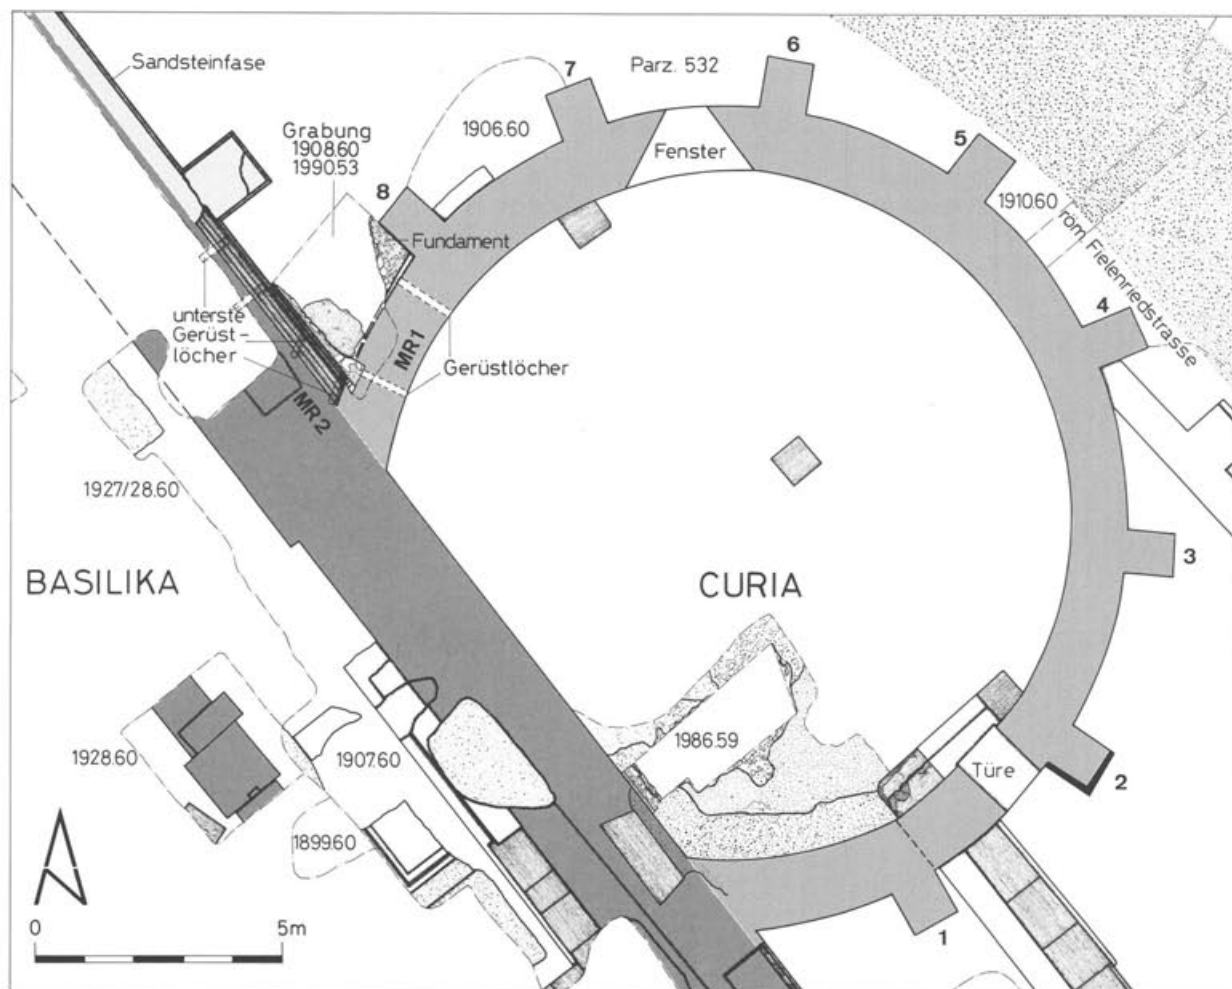 6
Parz. 532
7
Sandsteinfase
1906.60
Grabung
1908.60
1990.53
Fenster
5
8
1910.60
röm. Fielenriedstrasse
Fundament
4
unterste
Gerüst-
löcher
MR1
Gerüstlöcher
MR2
1927/28.60
BASILIKA
CURIA
3
1986.59
1928.60
1907.60
Türe
2
1899.60
1
0
5m